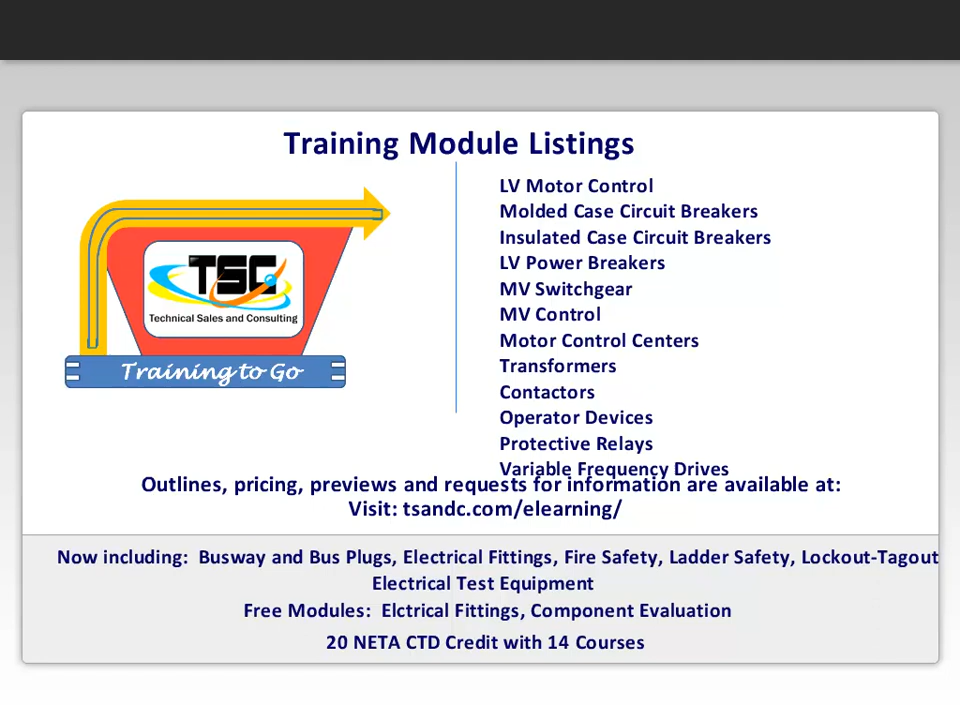 Training Module Listings
LV Motor Control
Molded Case Circuit Breakers
Insulated Case Circuit Breakers
LV Power Breakers
MV Switchgear
MV Control
Motor Control Centers
Transformers
Contactors
Operator Devices
Protective Relays
Variable Frequency Drives
TSC
Technical Sales and Consulting
Training to Go
Outlines, pricing, previews and requests for information are available at:
Visit: tsandc.com/elearning/
Now including:  Busway and Bus Plugs, Electrical Fittings, Fire Safety, Ladder Safety, Lockout-Tagout
Electrical Test Equipment
Free Modules:  Elctrical Fittings, Component Evaluation
20 NETA CTD Credit with 14 Courses